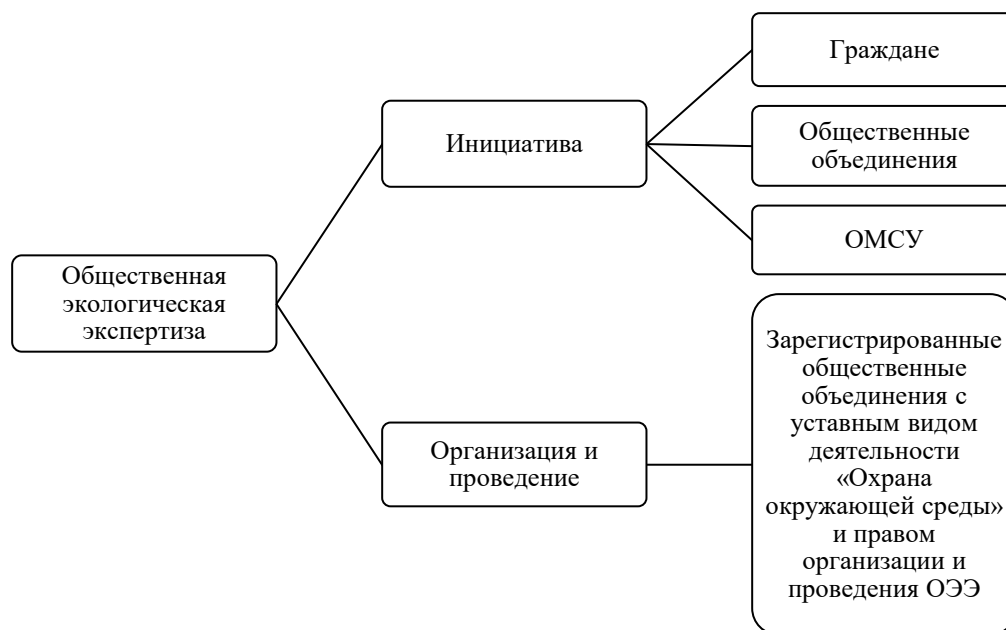 Общественная
экологическая
экспертиза
Инициатива
Граждане
Общественные
объединения
ОМСУ
Организация и
проведение
Зарегистрированные
общественные
объединения с
уставным видом
деятельности
«Охрана
окружающей среды»
и правом
организации и
проведения ОЭЭ